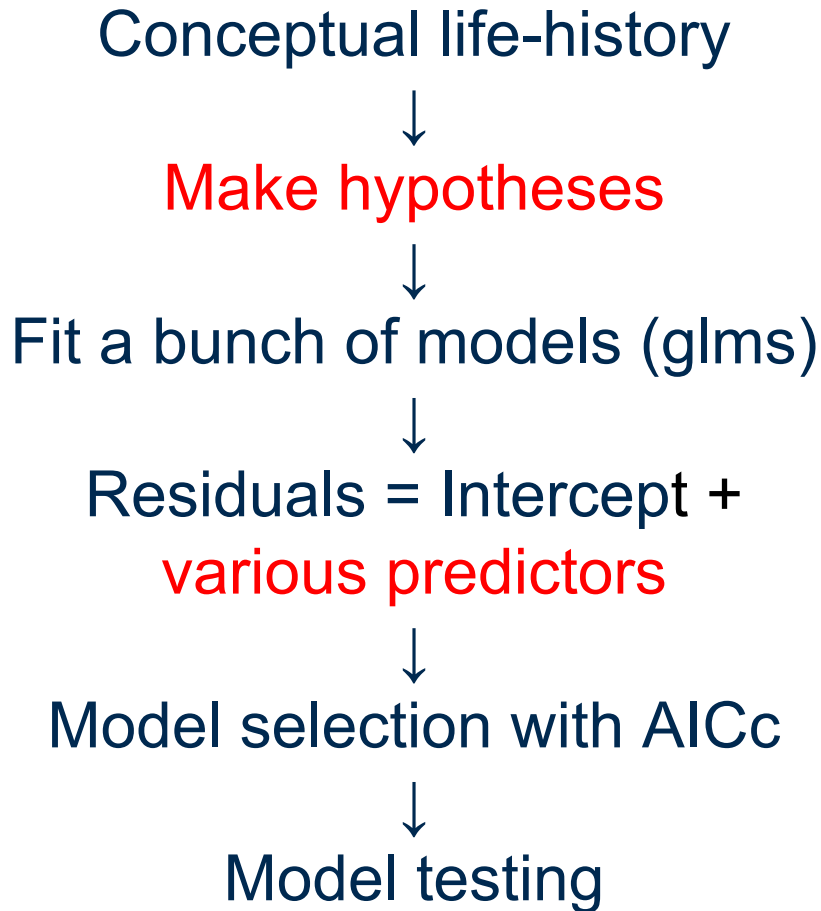 Conceptual life-history
↓
Make hypotheses
↓
Fit a bunch of models (glms)
↓
Residuals = Intercept +
various predictors
↓
Model selection with AICc
↓
Model testing